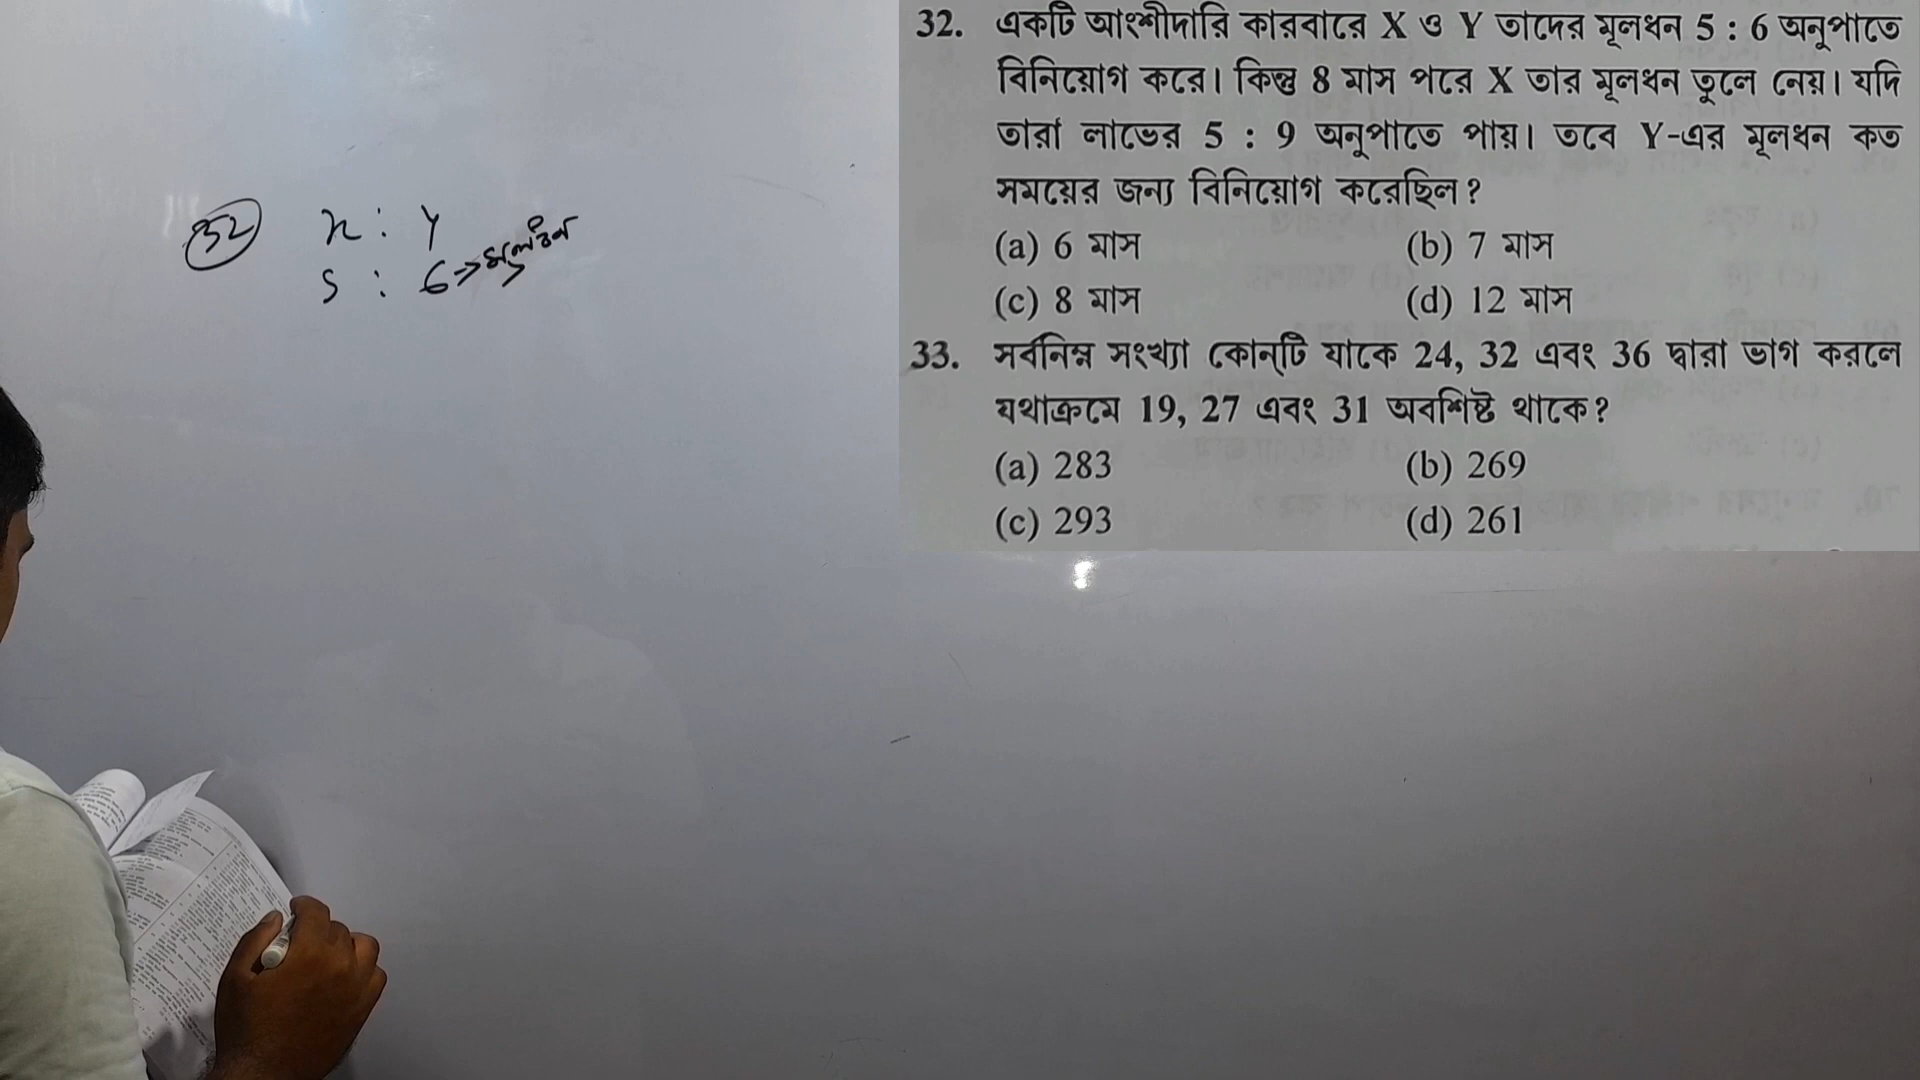 32. একটি আংশীদারি কারবারে X ও Y তাদের মূলধন 5 : 6 অনুপাতে
বিনিয়োগ করে। কিন্তু 8 মাস পরে X তার মূলধন তুলে নেয়। যদি
তারা লাভের 5 : 9 অনুপাতে পায়। তবে Y-এর মূলধন কত
সময়ের জন্য বিনিয়োগ করেছিল?
(a) 6 মাস (b) 7 মাস
(c) 8 মাস (d) 12 মাস
33. সর্বনিম্ন সংখ্যা কোন্‌টি যাকে 24, 32 এবং 36 দ্বারা ভাগ করলে
যথাক্রমে 19, 27 এবং 31 অবশিষ্ট থাকে?
(a) 283 (b) 269
(c) 293 (d) 261
32 x : y
5 : 6 → মূলধন